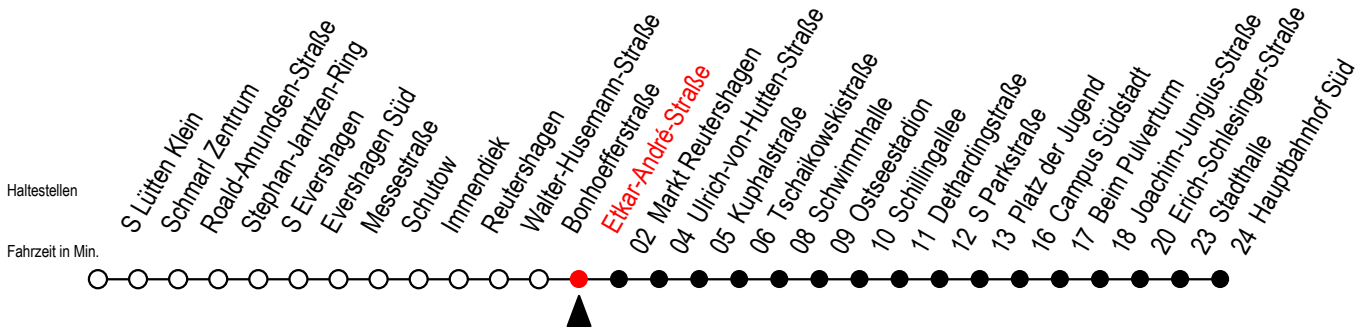 Haltestellen
Fahrzeit in Min.
S Lütten Klein
Schmarl Zentrum
Roald-Amundsen-Straße
Stephan-Jantzen-Ring
S Evershagen
Evershagen Süd
Messestraße
Schutow
Immendiek
Reutershagen
Walter-Husemann-Straße
Bonhoefferstraße
Etkar-André-Straße
02 Markt Reutershagen
04 Ulrich-von-Hutten-Straße
05 Kuphalstraße
06 Tschaikowskistraße
08 Schwimmhalle
09 Ostseestadion
10 Schillingallee
11 Dethardingstraße
12 S Parkstraße
13 Platz der Jugend
16 Campus Südstadt
17 Beim Pulverturm
18 Joachim-Jungius-Straße
20 Erich-Schlesinger-Straße
23 Stadthalle
24 Hauptbahnhof Süd